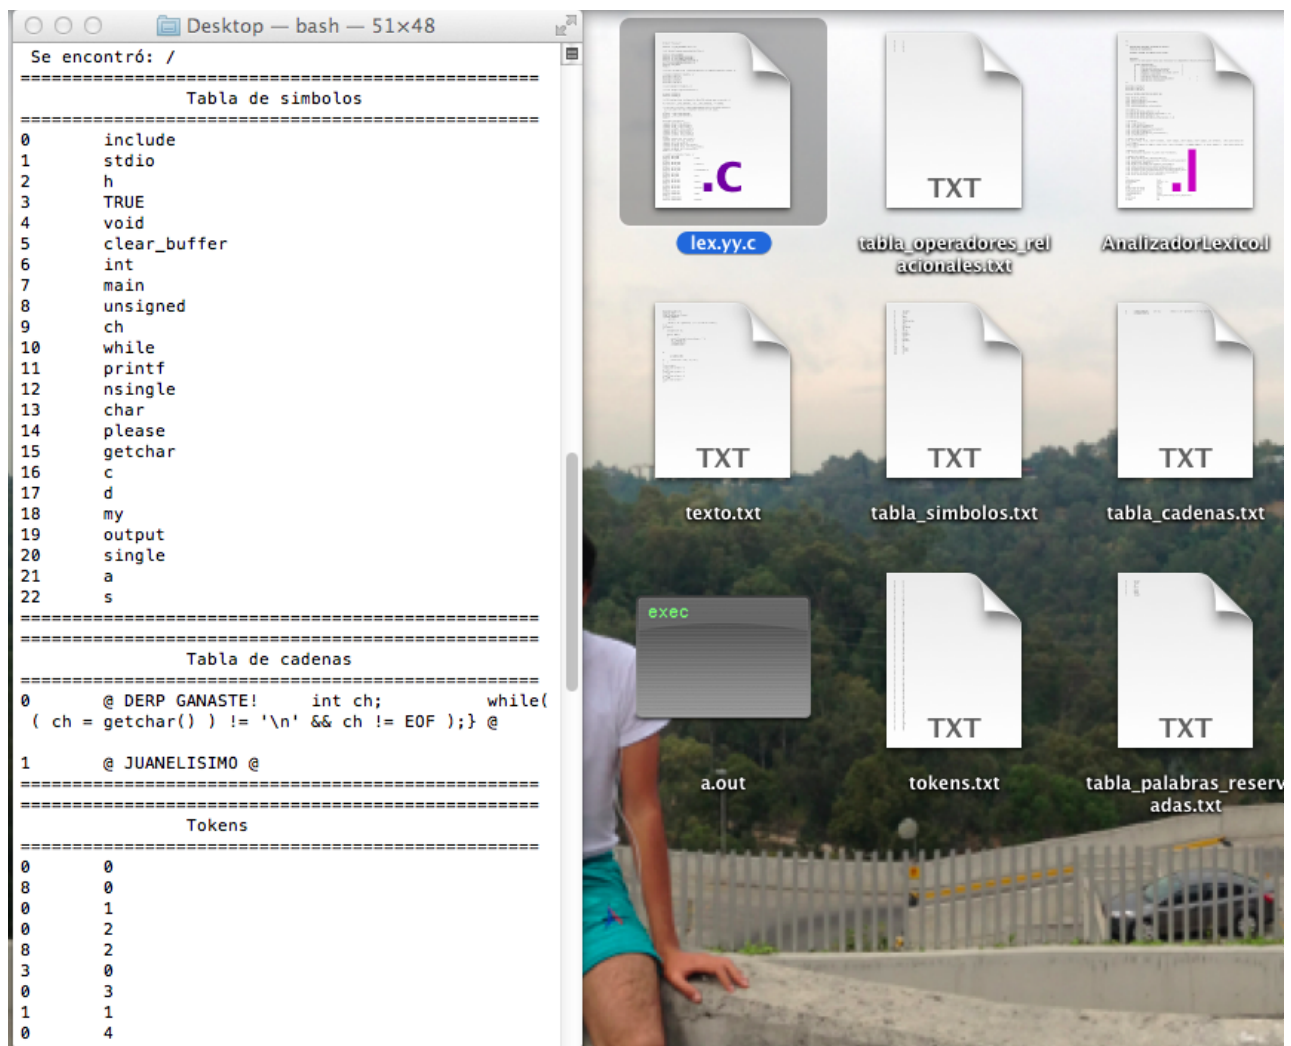 Desktop — bash — 51×48
Se encontró: /
==================================================
Tabla de simbolos
==================================================
0 include
1 stdio
2 h
3 TRUE
4 void
5 clear_buffer
6 int
7 main
8 unsigned
9 ch
10 while
11 printf
12 nsingle
13 char
14 please
15 getchar
16 c
17 d
18 my
19 output
20 single
21 a
22 s
==================================================
==================================================
Tabla de cadenas
==================================================
0 @ DERP GANASTE! int ch; while(
( ch = getchar() ) != '\n' && ch != EOF );} @
1 @ JUANELISIMO @
==================================================
==================================================
Tokens
==================================================
0 0
8 0
0 1
0 2
8 2
3 0
0 3
1 1
0 4
.c
lex.yy.c
TXT
tabla_operadores_rel
acionales.txt
.l
AnalizadorLexico.l
TXT
texto.txt
TXT
tabla_simbolos.txt
TXT
tabla_cadenas.txt
exec
a.out
TXT
tokens.txt
TXT
tabla_palabras_reserv
adas.txt